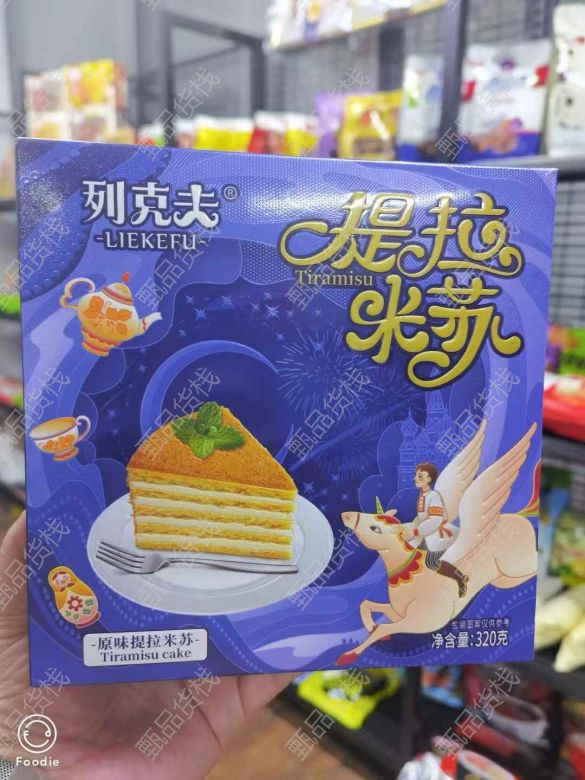 列克夫®
-LIEKEFU-
提拉
Tiramisu
米苏
-原味提拉米苏-
Tiramisu cake
包装图案仅供参考
净含量:320克
Foodie
甄品货栈